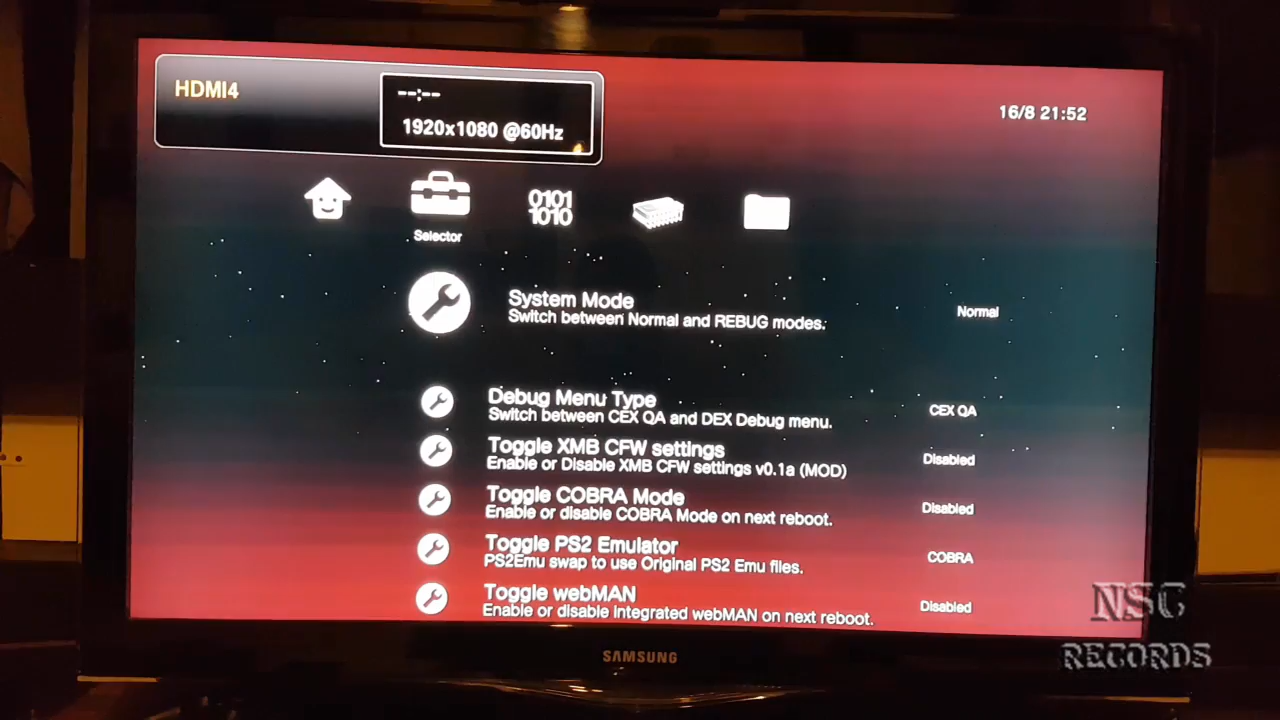 HDMI4
--:--
1920x1080 @60Hz
16/8 21:52
0101
1010
Selector
System Mode
Switch between Normal and REBUG modes.
Normal
Debug Menu Type
Switch between CEX QA and DEX Debug menu.
CEX QA
Toggle XMB CFW settings
Enable or Disable XMB CFW settings v0.1a (MOD)
Disabled
Toggle COBRA Mode
Enable or disable COBRA Mode on next reboot.
Disabled
Toggle PS2 Emulator
PS2Emu swap to use Original PS2 Emu files.
COBRA
Toggle webMAN
Enable or disable integrated webMAN on next reboot.
Disabled
NSC
RECORDS
SAMSUNG